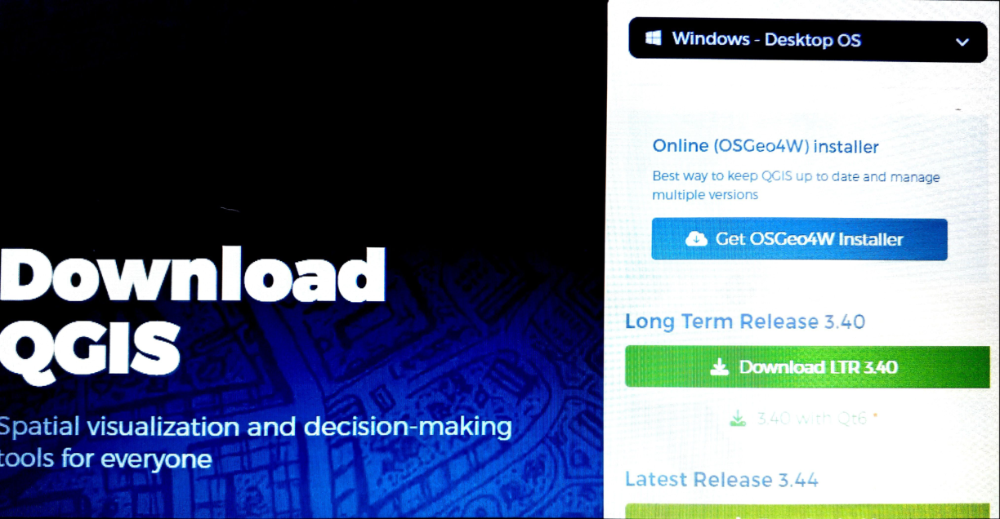 Windows - Desktop OS
Online (OSGeo4W) installer
Best way to keep QGIS up to date and manage
multiple versions
Get OSGeo4W Installer
Download
QGIS
Spatial visualization and decision-making
tools for everyone
Long Term Release 3.40
Download LTR 3.40
3.40 with Qt6 *
Latest Release 3.44